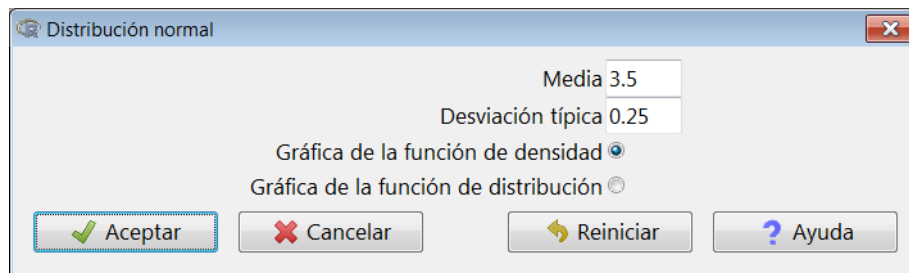 Distribución normal
Media 3.5
Desviación típica 0.25
Gráfica de la función de densidad
Gráfica de la función de distribución
Aceptar Cancelar Reiniciar Ayuda